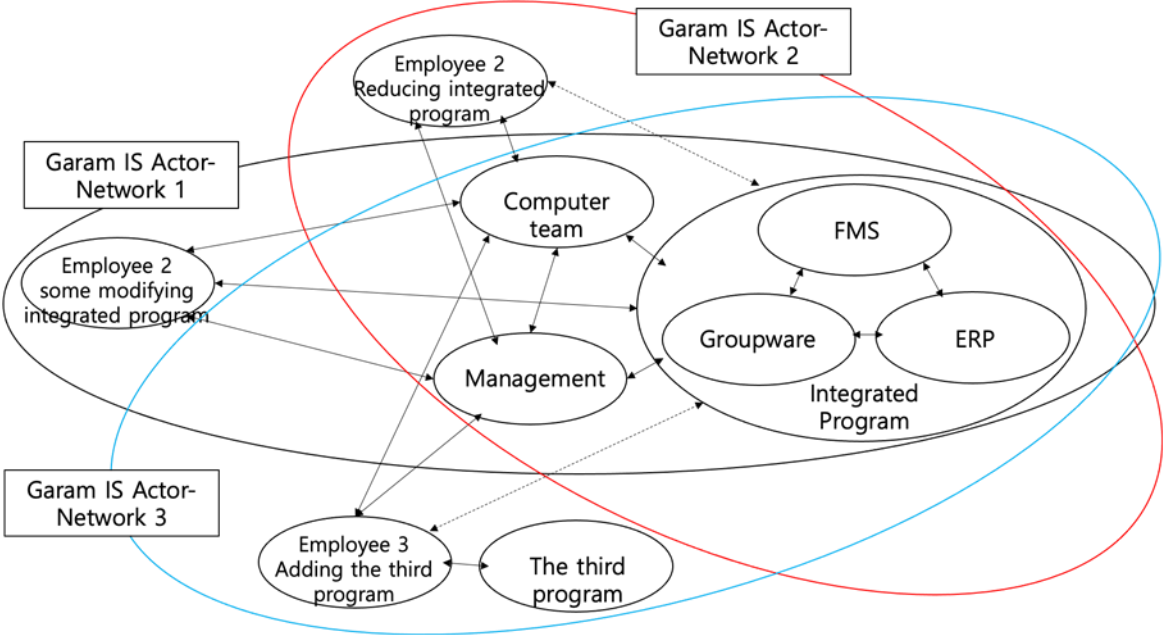 Garam IS Actor-
Network 2
Employee 2
Reducing integrated
program
Garam IS Actor-
Network 1
Computer
team
FMS
Employee 2
some modifying
integrated program
Groupware
ERP
Management
Integrated
Program
Garam IS Actor-
Network 3
Employee 3
Adding the third
program
The third
program